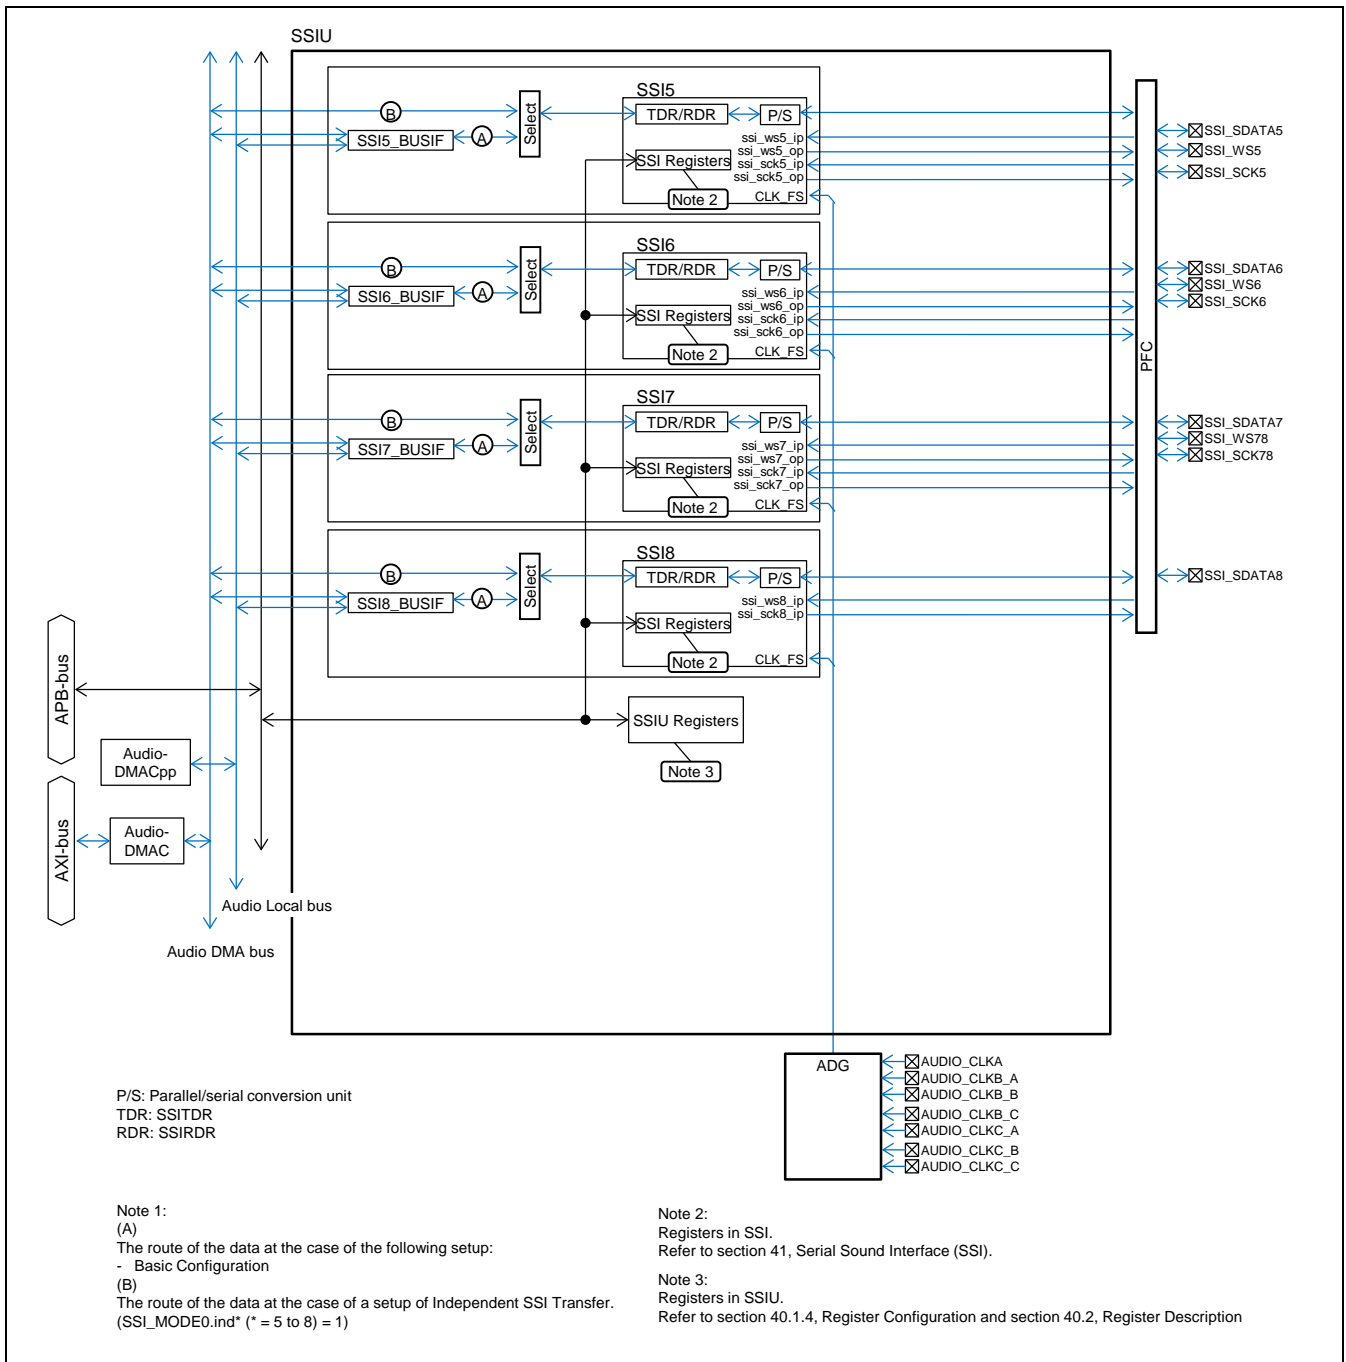 SSIU
SSI5
B
Select
TDR/RDR
P/S
SSI5_BUSIF
A
ssi_ws5_ip
ssi_ws5_op
SSI Registers
ssi_sck5_ip
ssi_sck5_op
Note 2
CLK_FS
SSI_SDATA5
SSI_WS5
SSI_SCK5
SSI6
B
Select
TDR/RDR
P/S
SSI6_BUSIF
A
ssi_ws6_ip
ssi_ws6_op
SSI Registers
ssi_sck6_ip
ssi_sck6_op
Note 2
CLK_FS
SSI_SDATA6
SSI_WS6
SSI_SCK6
PFC
SSI7
B
Select
TDR/RDR
P/S
SSI7_BUSIF
A
ssi_ws7_ip
ssi_ws7_op
SSI Registers
ssi_sck7_ip
ssi_sck7_op
Note 2
CLK_FS
SSI_SDATA7
SSI_WS78
SSI_SCK78
SSI8
B
Select
TDR/RDR
P/S
SSI8_BUSIF
A
ssi_ws8_ip
ssi_sck8_ip
SSI Registers
Note 2
CLK_FS
SSI_SDATA8
APB-bus
SSIU Registers
Note 3
Audio-
DMACpp
AXI-bus
Audio-
DMAC
Audio Local bus
Audio DMA bus
ADG
AUDIO_CLKA
AUDIO_CLKB_A
AUDIO_CLKB_B
AUDIO_CLKB_C
AUDIO_CLKC_A
AUDIO_CLKC_B
AUDIO_CLKC_C
P/S: Parallel/serial conversion unit
TDR: SSITDR
RDR: SSIRDR
Note 1:
(A)
The route of the data at the case of the following setup:
- Basic Configuration
(B)
The route of the data at the case of a setup of Independent SSI Transfer.
(SSI_MODE0.ind* (* = 5 to 8) = 1)
Note 2:
Registers in SSI.
Refer to section 41, Serial Sound Interface (SSI).
Note 3:
Registers in SSIU.
Refer to section 40.1.4, Register Configuration and section 40.2, Register Description